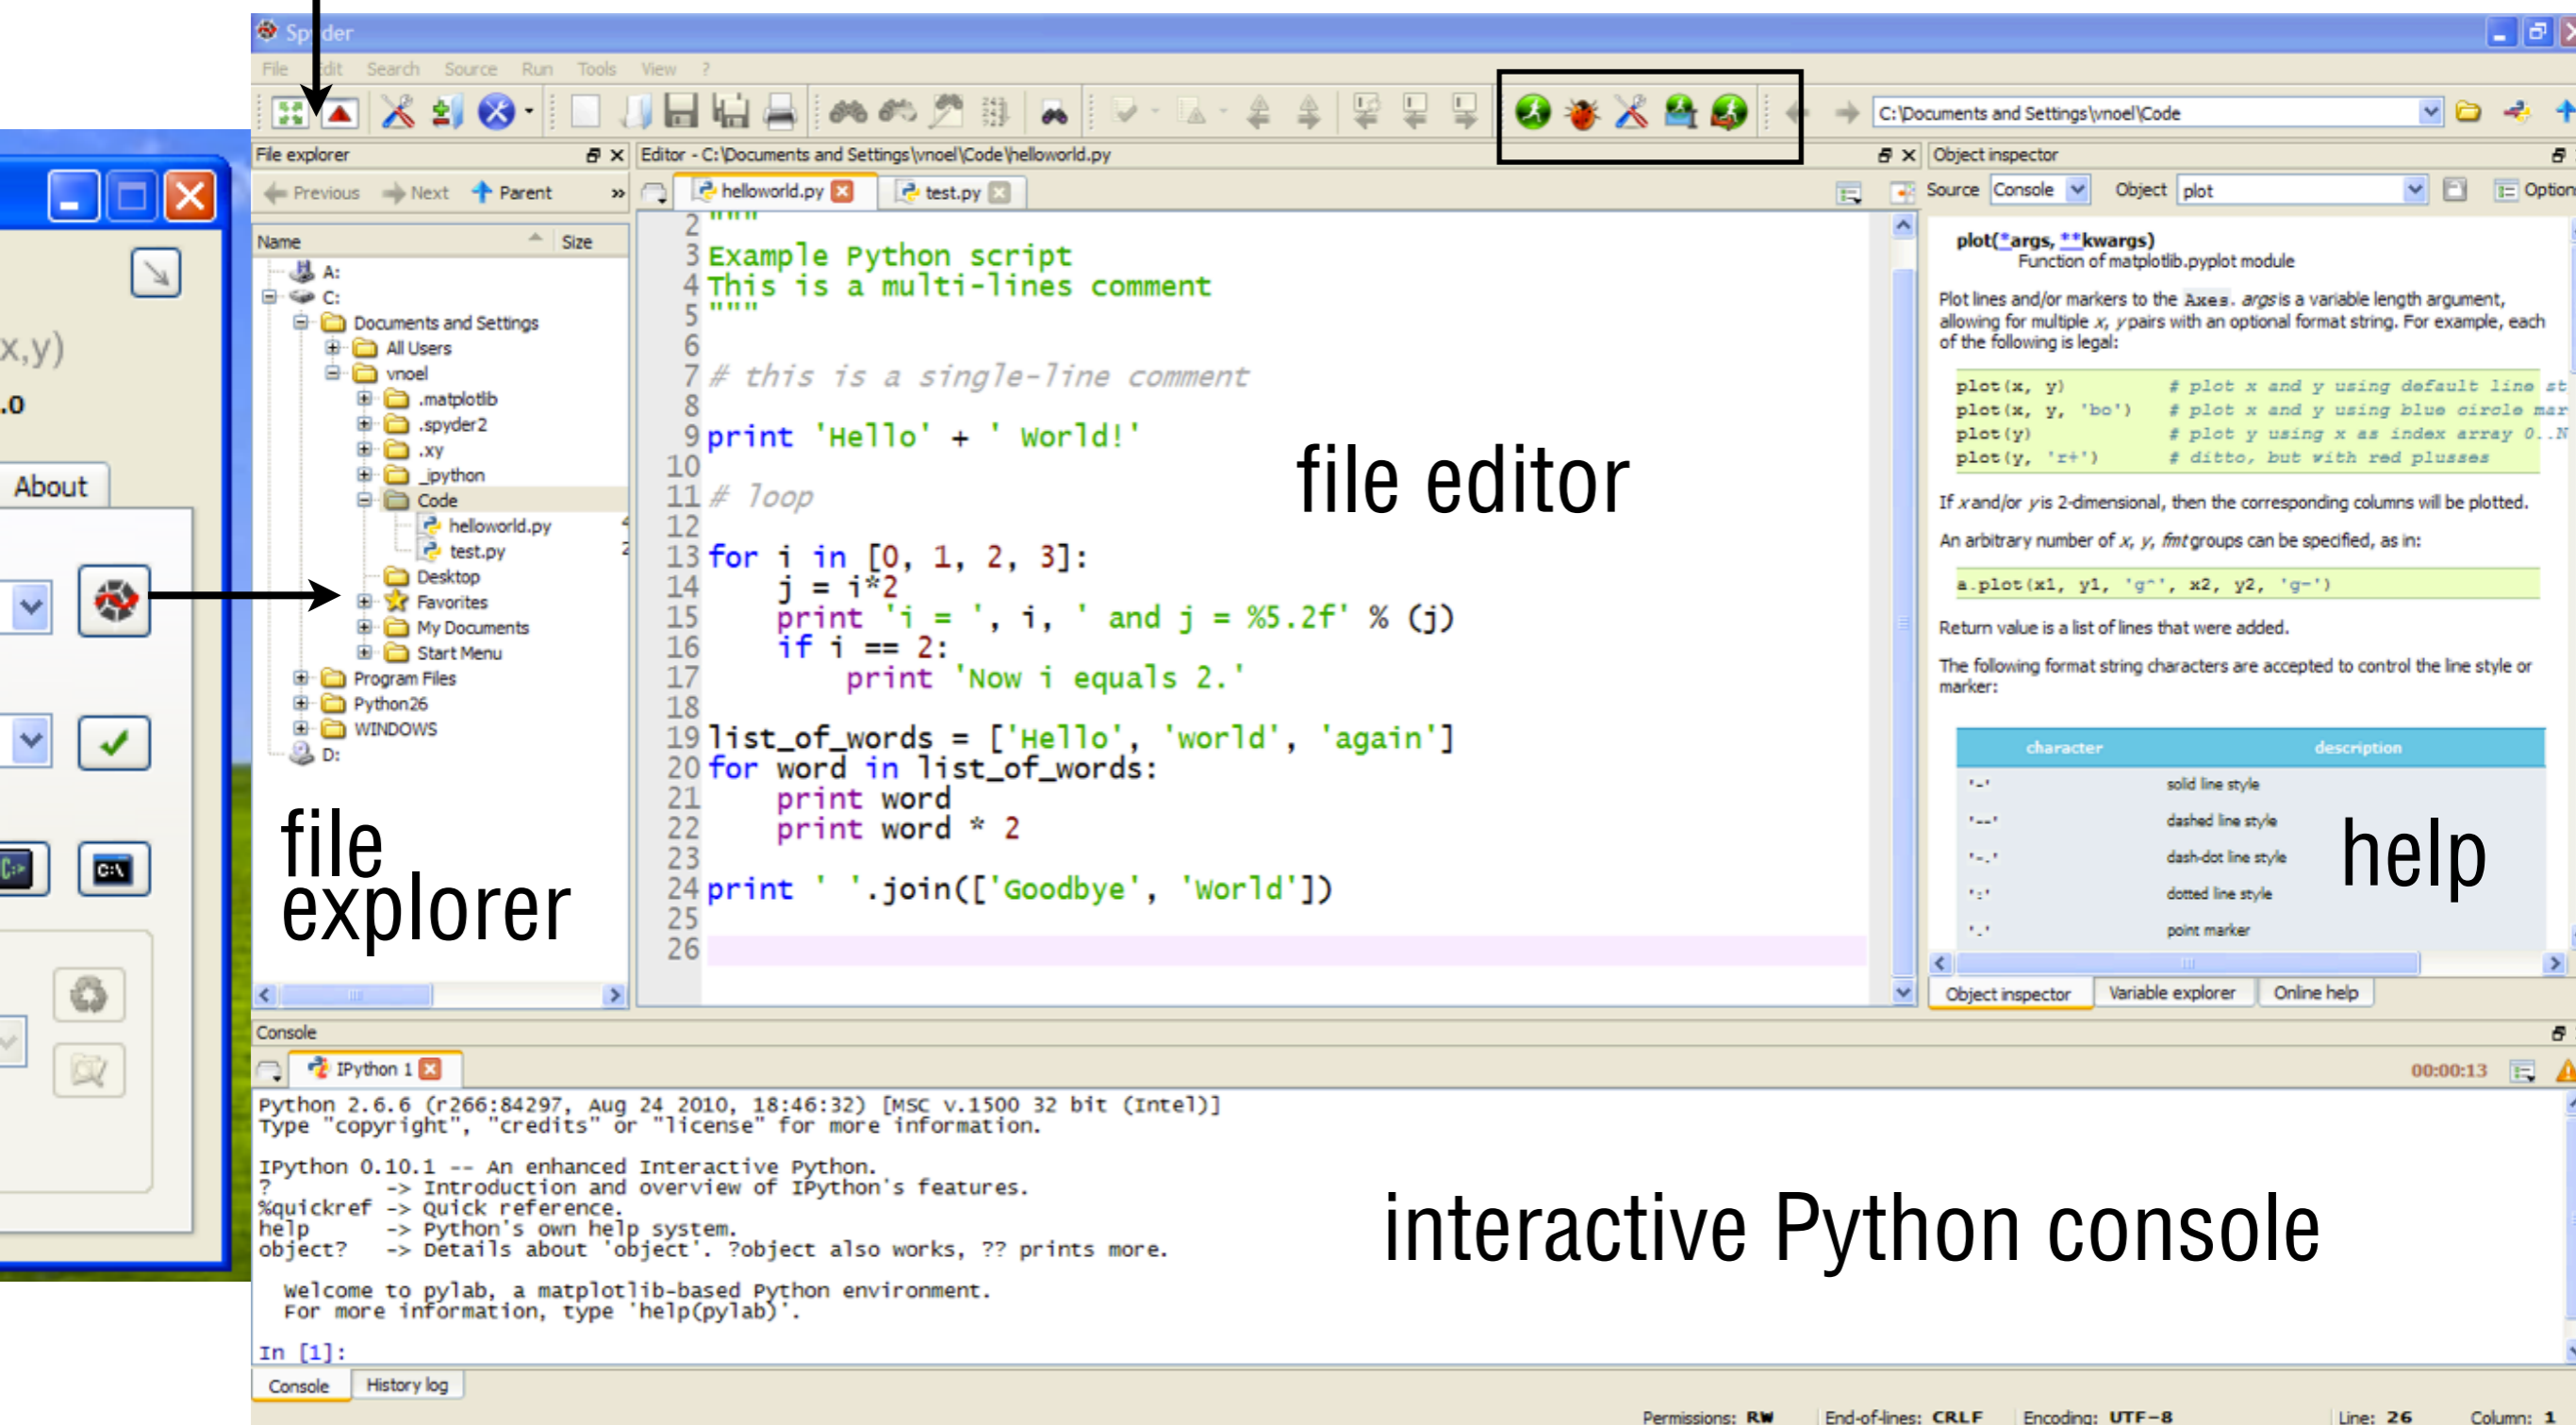 Spyder
File Edit Search Source Run Tools View ?
C:\Documents and Settings\vnoel\Code
x,y)
.0
About
File explorer
Previous Next Parent »
Name Size
A:
C:
Documents and Settings
All Users
vnoel
.matplotlib
.spyder2
.xy
_ipython
Code
helloworld.py
test.py
Desktop
Favorites
My Documents
Start Menu
Program Files
Python26
WINDOWS
D:
file
explorer
Editor - C:\Documents and Settings\vnoel\Code\helloworld.py
helloworld.py test.py
2 """
3 Example Python script
4 This is a multi-lines comment
5 """
6
7 # this is a single-line comment
8
9 print 'Hello' + ' World!'
10
11 # loop
12
13 for i in [0, 1, 2, 3]:
14     j = i*2
15     print 'i = ', i, ' and j = %5.2f' % (j)
16     if i == 2:
17         print 'Now i equals 2.'
18
19 list_of_words = ['Hello', 'world', 'again']
20 for word in list_of_words:
21     print word
22     print word * 2
23
24 print ' '.join(['Goodbye', 'World'])
25
26
file editor
Object inspector
Source Console Object plot Option
plot(*args, **kwargs)
Function of matplotlib.pyplot module
Plot lines and/or markers to the Axes. args is a variable length argument,
allowing for multiple x, y pairs with an optional format string. For example, each
of the following is legal:
plot(x, y) # plot x and y using default line st
plot(x, y, 'bo') # plot x and y using blue circle mar
plot(y) # plot y using x as index array 0..N
plot(y, 'r+') # ditto, but with red plusses
If x and/or y is 2-dimensional, then the corresponding columns will be plotted.
An arbitrary number of x, y, fmt groups can be specified, as in:
a.plot(x1, y1, 'g^', x2, y2, 'g-')
Return value is a list of lines that were added.
The following format string characters are accepted to control the line style or
marker:
character description
'-' solid line style
'--' dashed line style
'-.' dash-dot line style
':' dotted line style
'.' point marker
help
Object inspector Variable explorer Online help
Console
IPython 1
00:00:13
Python 2.6.6 (r266:84297, Aug 24 2010, 18:46:32) [MSC v.1500 32 bit (Intel)]
Type "copyright", "credits" or "license" for more information.
IPython 0.10.1 -- An enhanced Interactive Python.
? -> Introduction and overview of IPython's features.
%quickref -> Quick reference.
help -> Python's own help system.
object? -> Details about 'object'. ?object also works, ?? prints more.
Welcome to pylab, a matplotlib-based Python environment.
For more information, type 'help(pylab)'.
In [1]:
interactive Python console
Console History log
Permissions: RW End-of-lines: CRLF Encoding: UTF-8 Line: 26 Column: 1